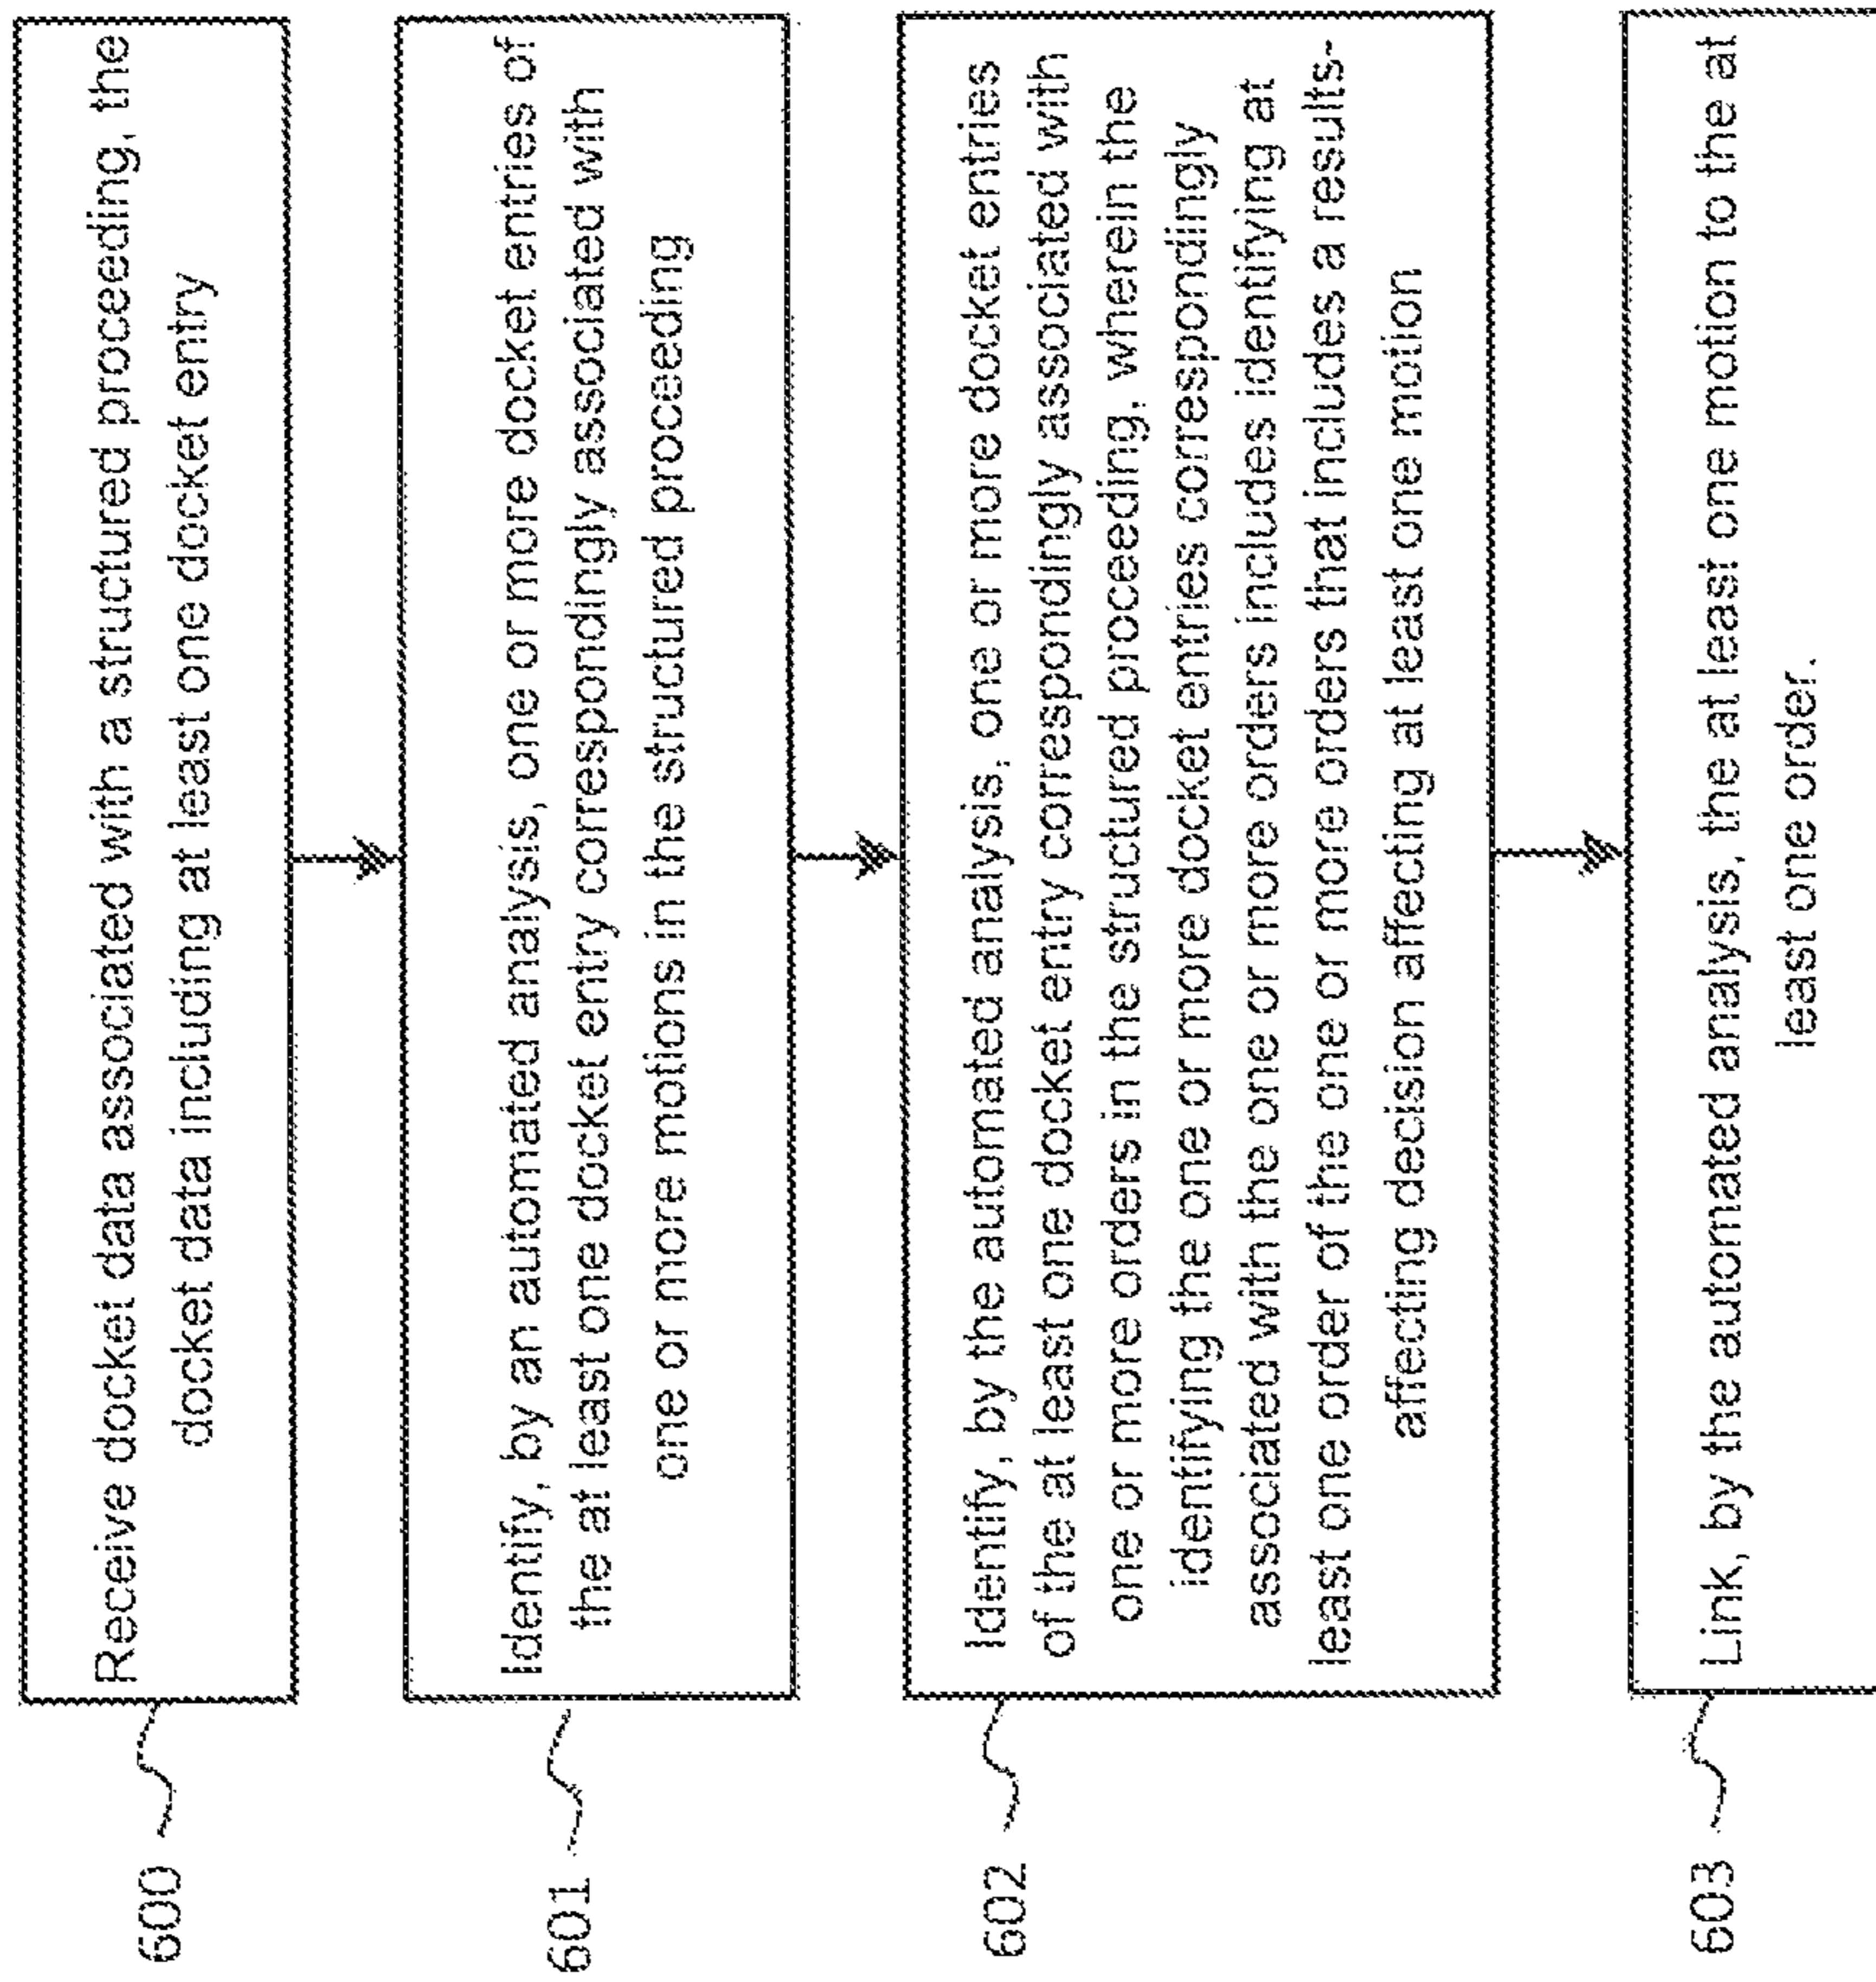 600
Receive docket data associated with a structured proceeding, the
docket data including at least one docket entry
601
Identify, by an automated analysis, one or more docket entries of
the at least one docket entry correspondingly associated with
one or more motions in the structured proceeding
602
Identify, by the automated analysis, one or more docket entries
of the at least one docket entry correspondingly associated with
one or more orders in the structured proceeding, wherein the
identifying the one or more docket entries correspondingly
associated with the one or more orders includes identifying at
least one order of the one or more orders that includes a results-
affecting decision affecting at least one motion
603
Link, by the automated analysis, the at least one motion to the at
least one order.